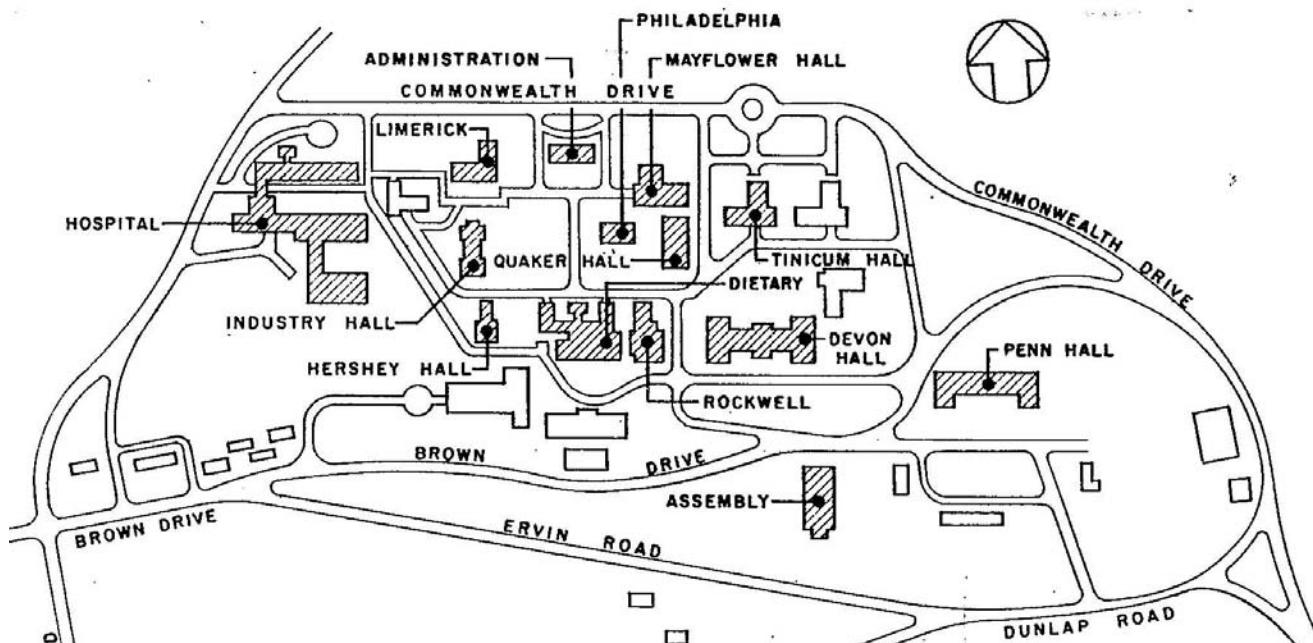 PHILADELPHIA
ADMINISTRATION
MAYFLOWER HALL
COMMONWEALTH DRIVE
LIMERICK
COMMONWEALTH DRIVE
HOSPITAL
QUAKER HALL
TINICUM HALL
DIETARY
INDUSTRY HALL
DEVON
HALL
PENN HALL
HERSHEY HALL
ROCKWELL
BROWN DRIVE
ASSEMBLY
BROWN DRIVE
ERVIN ROAD
DUNLAP ROAD